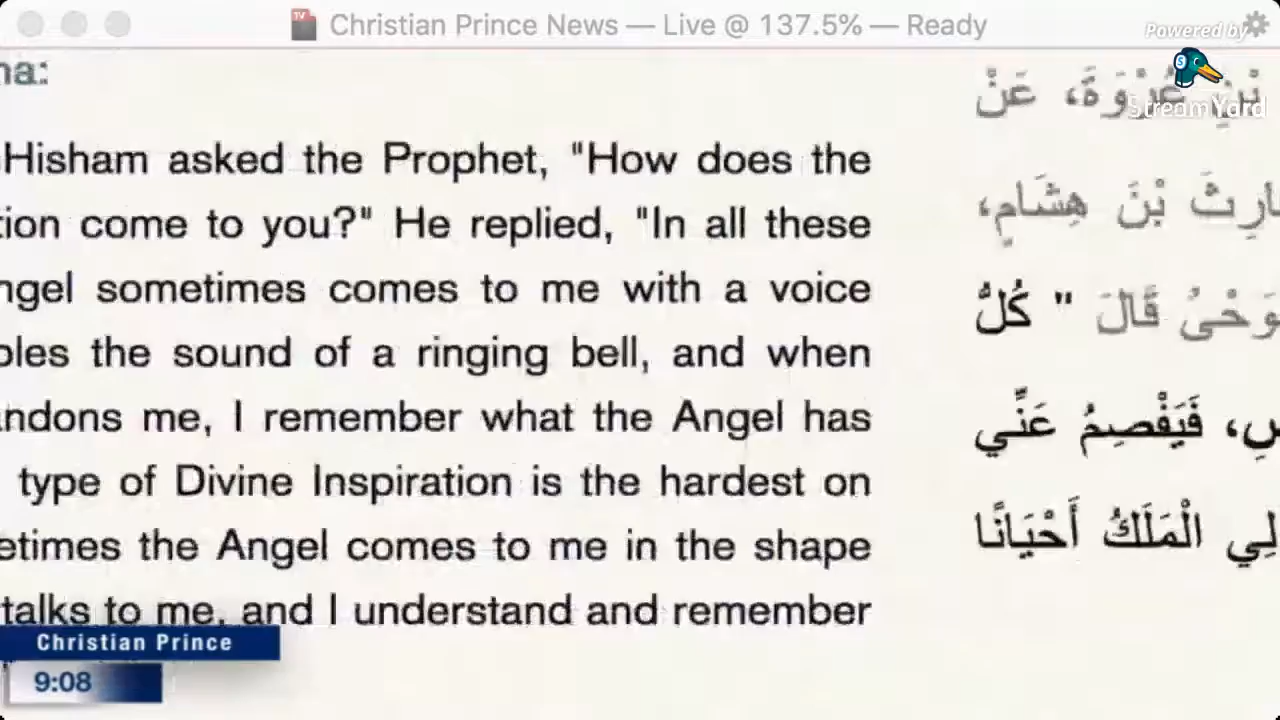 Christian Prince News — Live @ 137.5% — Ready
Powered by
StreamYard
na:
Hisham asked the Prophet, "How does the
tion come to you?" He replied, "In all these
ngel sometimes comes to me with a voice
bles the sound of a ringing bell, and when
andons me, I remember what the Angel has
type of Divine Inspiration is the hardest on
etimes the Angel comes to me in the shape
talks to me, and I understand and remember
بْنِ عُرْوَةَ، عَنْ
ارِثَ بْنَ هِشَامٍ،
وَحْىُ قَالَ " كُلُّ
سِ، فَيَفْصِمُ عَنِّي
لِي الْمَلَكُ أَحْيَانًا
Christian Prince
9:08